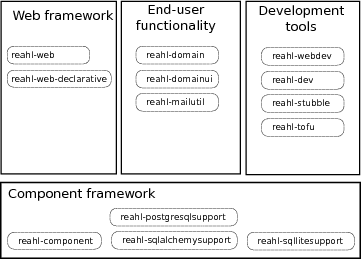 Web framework
reahl-web
reahl-web-declarative
End-user
functionality
reahl-domain
reahl-domainui
reahl-mailutil
Development
tools
reahl-webdev
reahl-dev
reahl-stubble
reahl-tofu
Component framework
reahl-postgresqlsupport
reahl-component
reahl-sqlalchemysupport
reahl-sqllitesupport